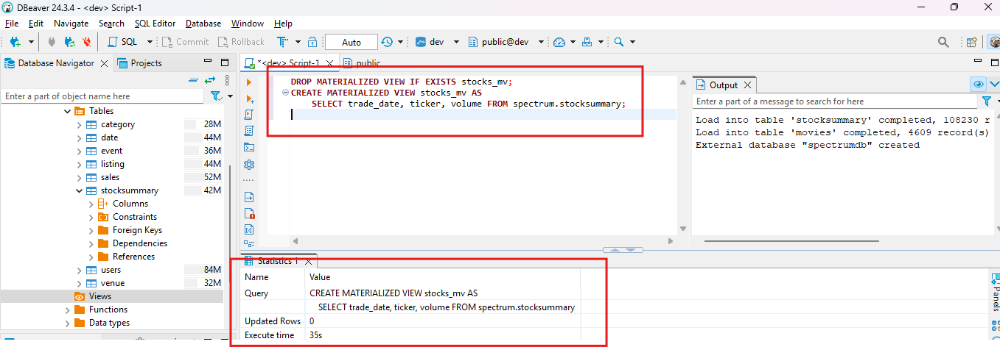 DBeaver 24.3.4 - <dev> Script-1
File Edit Navigate Search SQL Editor Database Window Help
SQL Commit Rollback Auto dev public@dev
Database Navigator Projects
Enter a part of object name here
Tables
category 28M
date 44M
event 36M
listing 44M
sales 52M
stocksummary 42M
Columns
Constraints
Foreign Keys
Dependencies
References
users 84M
venue 32M
Views
Functions
Data types
*<dev> Script-1 public
DROP MATERIALIZED VIEW IF EXISTS stocks_mv;
CREATE MATERIALIZED VIEW stocks_mv AS
SELECT trade_date, ticker, volume FROM spectrum.stocksummary;
Output
Enter a part of a message to search for here
Load into table 'stocksummary' completed, 108230 r
Load into table 'movies' completed, 4609 record(s)
External database "spectrumdb" created
Statistics 1
Name Value
Query CREATE MATERIALIZED VIEW stocks_mv AS
SELECT trade_date, ticker, volume FROM spectrum.stocksummary
Updated Rows 0
Execute time 35s
Panels